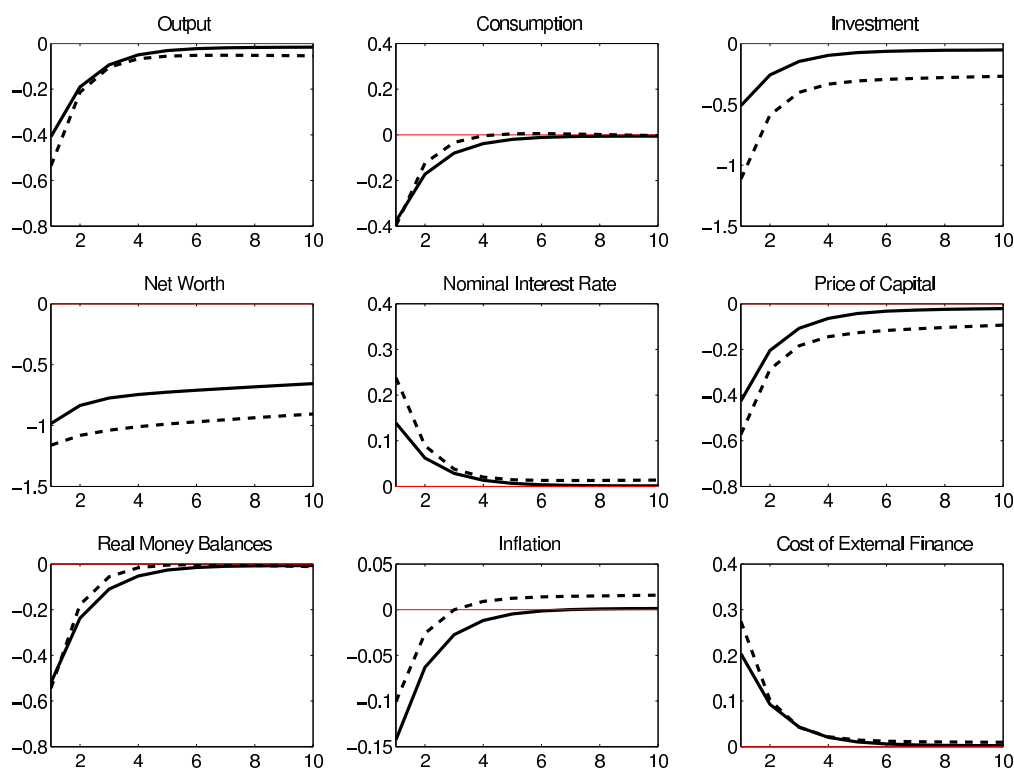 Output
Consumption
Investment
0
−0.2
−0.4
−0.6
−0.8
2 4 6 8 10
0.4
0.2
0
−0.2
−0.4
2 4 6 8 10
0
−0.5
−1
−1.5
2 4 6 8 10
Net Worth
Nominal Interest Rate
Price of Capital
0
−0.5
−1
−1.5
2 4 6 8 10
0.4
0.3
0.2
0.1
0
2 4 6 8 10
0
−0.2
−0.4
−0.6
−0.8
2 4 6 8 10
Real Money Balances
Inflation
Cost of External Finance
0
−0.2
−0.4
−0.6
−0.8
2 4 6 8 10
0.05
0
−0.05
−0.1
−0.15
2 4 6 8 10
0.4
0.3
0.2
0.1
0
2 4 6 8 10